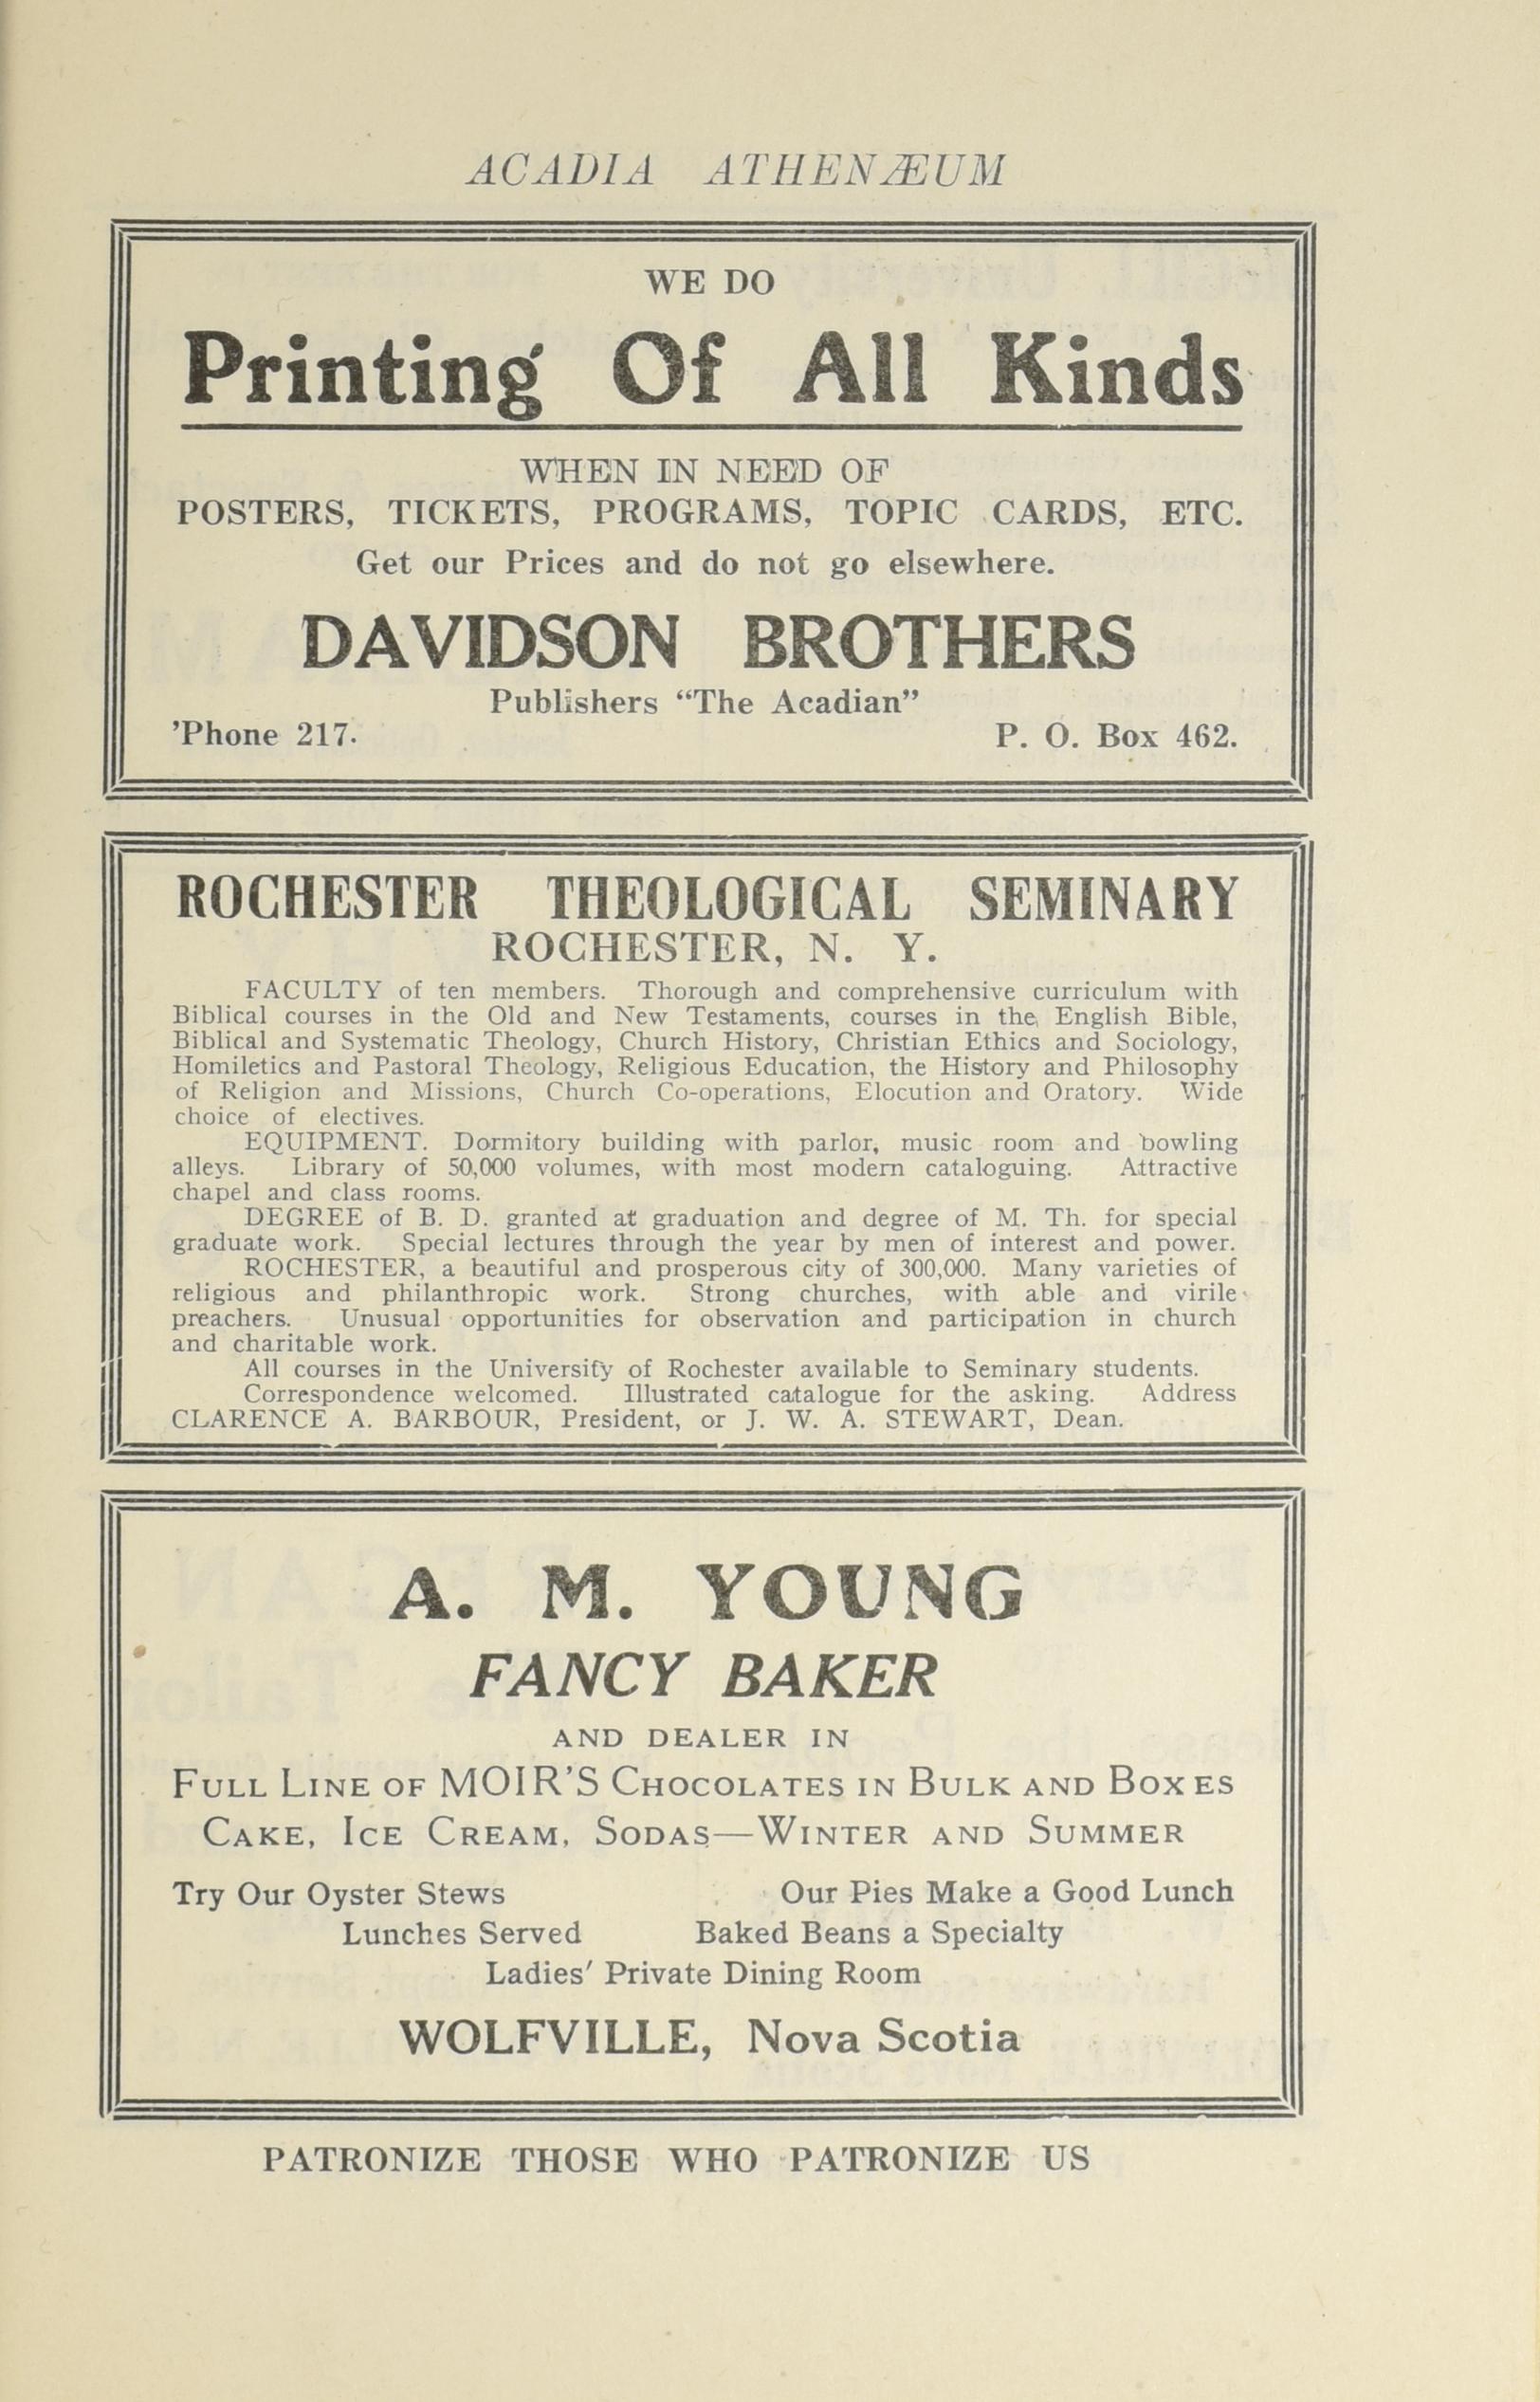 ACADIA ATHENÆUM
WE DO
Printing Of All Kinds
WHEN IN NEED OF
POSTERS, TICKETS, PROGRAMS, TOPIC CARDS, ETC.
Get our Prices and do not go elsewhere.
DAVIDSON BROTHERS
Publishers “The Acadian”
’Phone 217. P. O. Box 462.
ROCHESTER THEOLOGICAL SEMINARY
ROCHESTER, N. Y.
FACULTY of ten members. Thorough and comprehensive curriculum with
Biblical courses in the Old and New Testaments, courses in the English Bible,
Biblical and Systematic Theology, Church History, Christian Ethics and Sociology,
Homiletics and Pastoral Theology, Religious Education, the History and Philosophy
of Religion and Missions, Church Co-operations, Elocution and Oratory. Wide
choice of electives.
EQUIPMENT. Dormitory building with parlor, music room and bowling
alleys. Library of 50,000 volumes, with most modern cataloguing. Attractive
chapel and class rooms.
DEGREE of B. D. granted at graduation and degree of M. Th. for special
graduate work. Special lectures through the year by men of interest and power.
ROCHESTER, a beautiful and prosperous city of 300,000. Many varieties of
religious and philanthropic work. Strong churches, with able and virile
preachers. Unusual opportunities for observation and participation in church
and charitable work.
All courses in the University of Rochester available to Seminary students.
Correspondence welcomed. Illustrated catalogue for the asking. Address
CLARENCE A. BARBOUR, President, or J. W. A. STEWART, Dean.
A. M. YOUNG
FANCY BAKER
AND DEALER IN
FULL LINE OF MOIR’S CHOCOLATES IN BULK AND BOXES
CAKE, ICE CREAM, SODAS—WINTER AND SUMMER
Try Our Oyster Stews Our Pies Make a Good Lunch
Lunches Served Baked Beans a Specialty
Ladies’ Private Dining Room
WOLFVILLE, Nova Scotia
PATRONIZE THOSE WHO PATRONIZE US